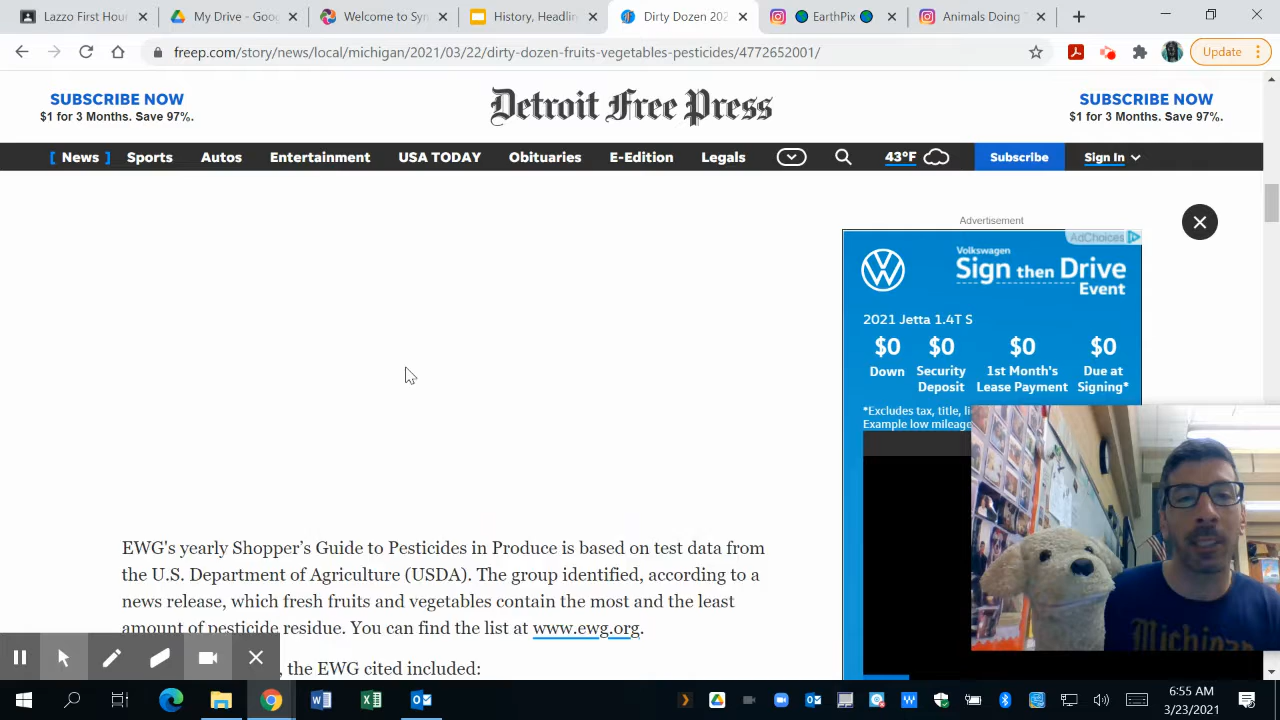 Lazzo First Hou
My Drive - Goog
Welcome to Syn
History, Headlin
Dirty Dozen 202
EarthPix
Animals Doing
freep.com/story/news/local/michigan/2021/03/22/dirty-dozen-fruits-vegetables-pesticides/4772652001/
Update
SUBSCRIBE NOW
$1 for 3 Months. Save 97%.
Detroit Free Press
SUBSCRIBE NOW
$1 for 3 Months. Save 97%.
[ News ] Sports Autos Entertainment USA TODAY Obituaries E-Edition Legals 43°F Subscribe Sign In
Advertisement
AdChoices
Volkswagen
Sign then Drive
Event
2021 Jetta 1.4T S
$0 $0 $0 $0
Down Security 1st Month's Due at
Deposit Lease Payment Signing*
*Excludes tax, title, li
Example low mileage
EWG's yearly Shopper's Guide to Pesticides in Produce is based on test data from
the U.S. Department of Agriculture (USDA). The group identified, according to a
news release, which fresh fruits and vegetables contain the most and the least
amount of pesticide residue. You can find the list at www.ewg.org.
, the EWG cited included:
Michigan
6:55 AM
3/23/2021